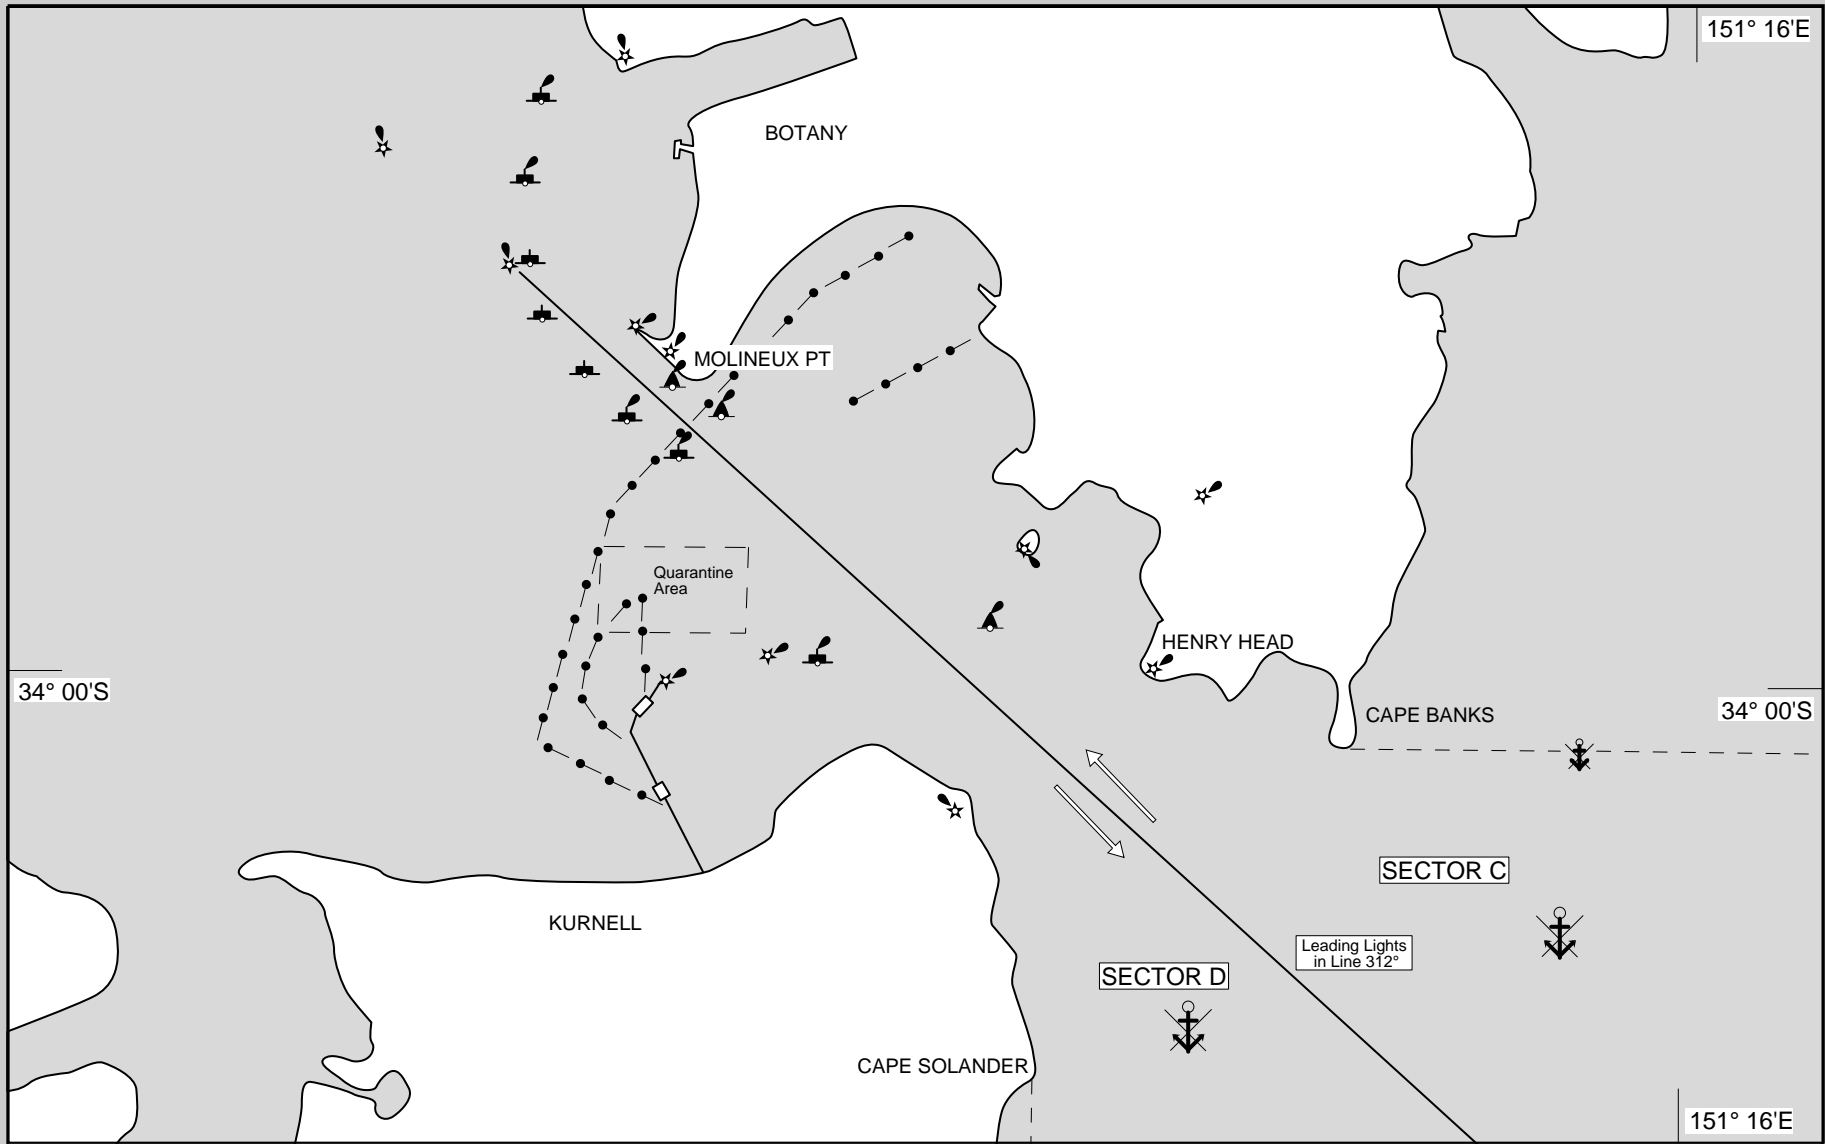 151° 16'E
BOTANY
MOLINEUX PT
Quarantine
Area
HENRY HEAD
34° 00'S
34° 00'S
CAPE BANKS
SECTOR C
KURNELL
Leading Lights
in Line 312°
SECTOR D
CAPE SOLANDER
151° 16'E